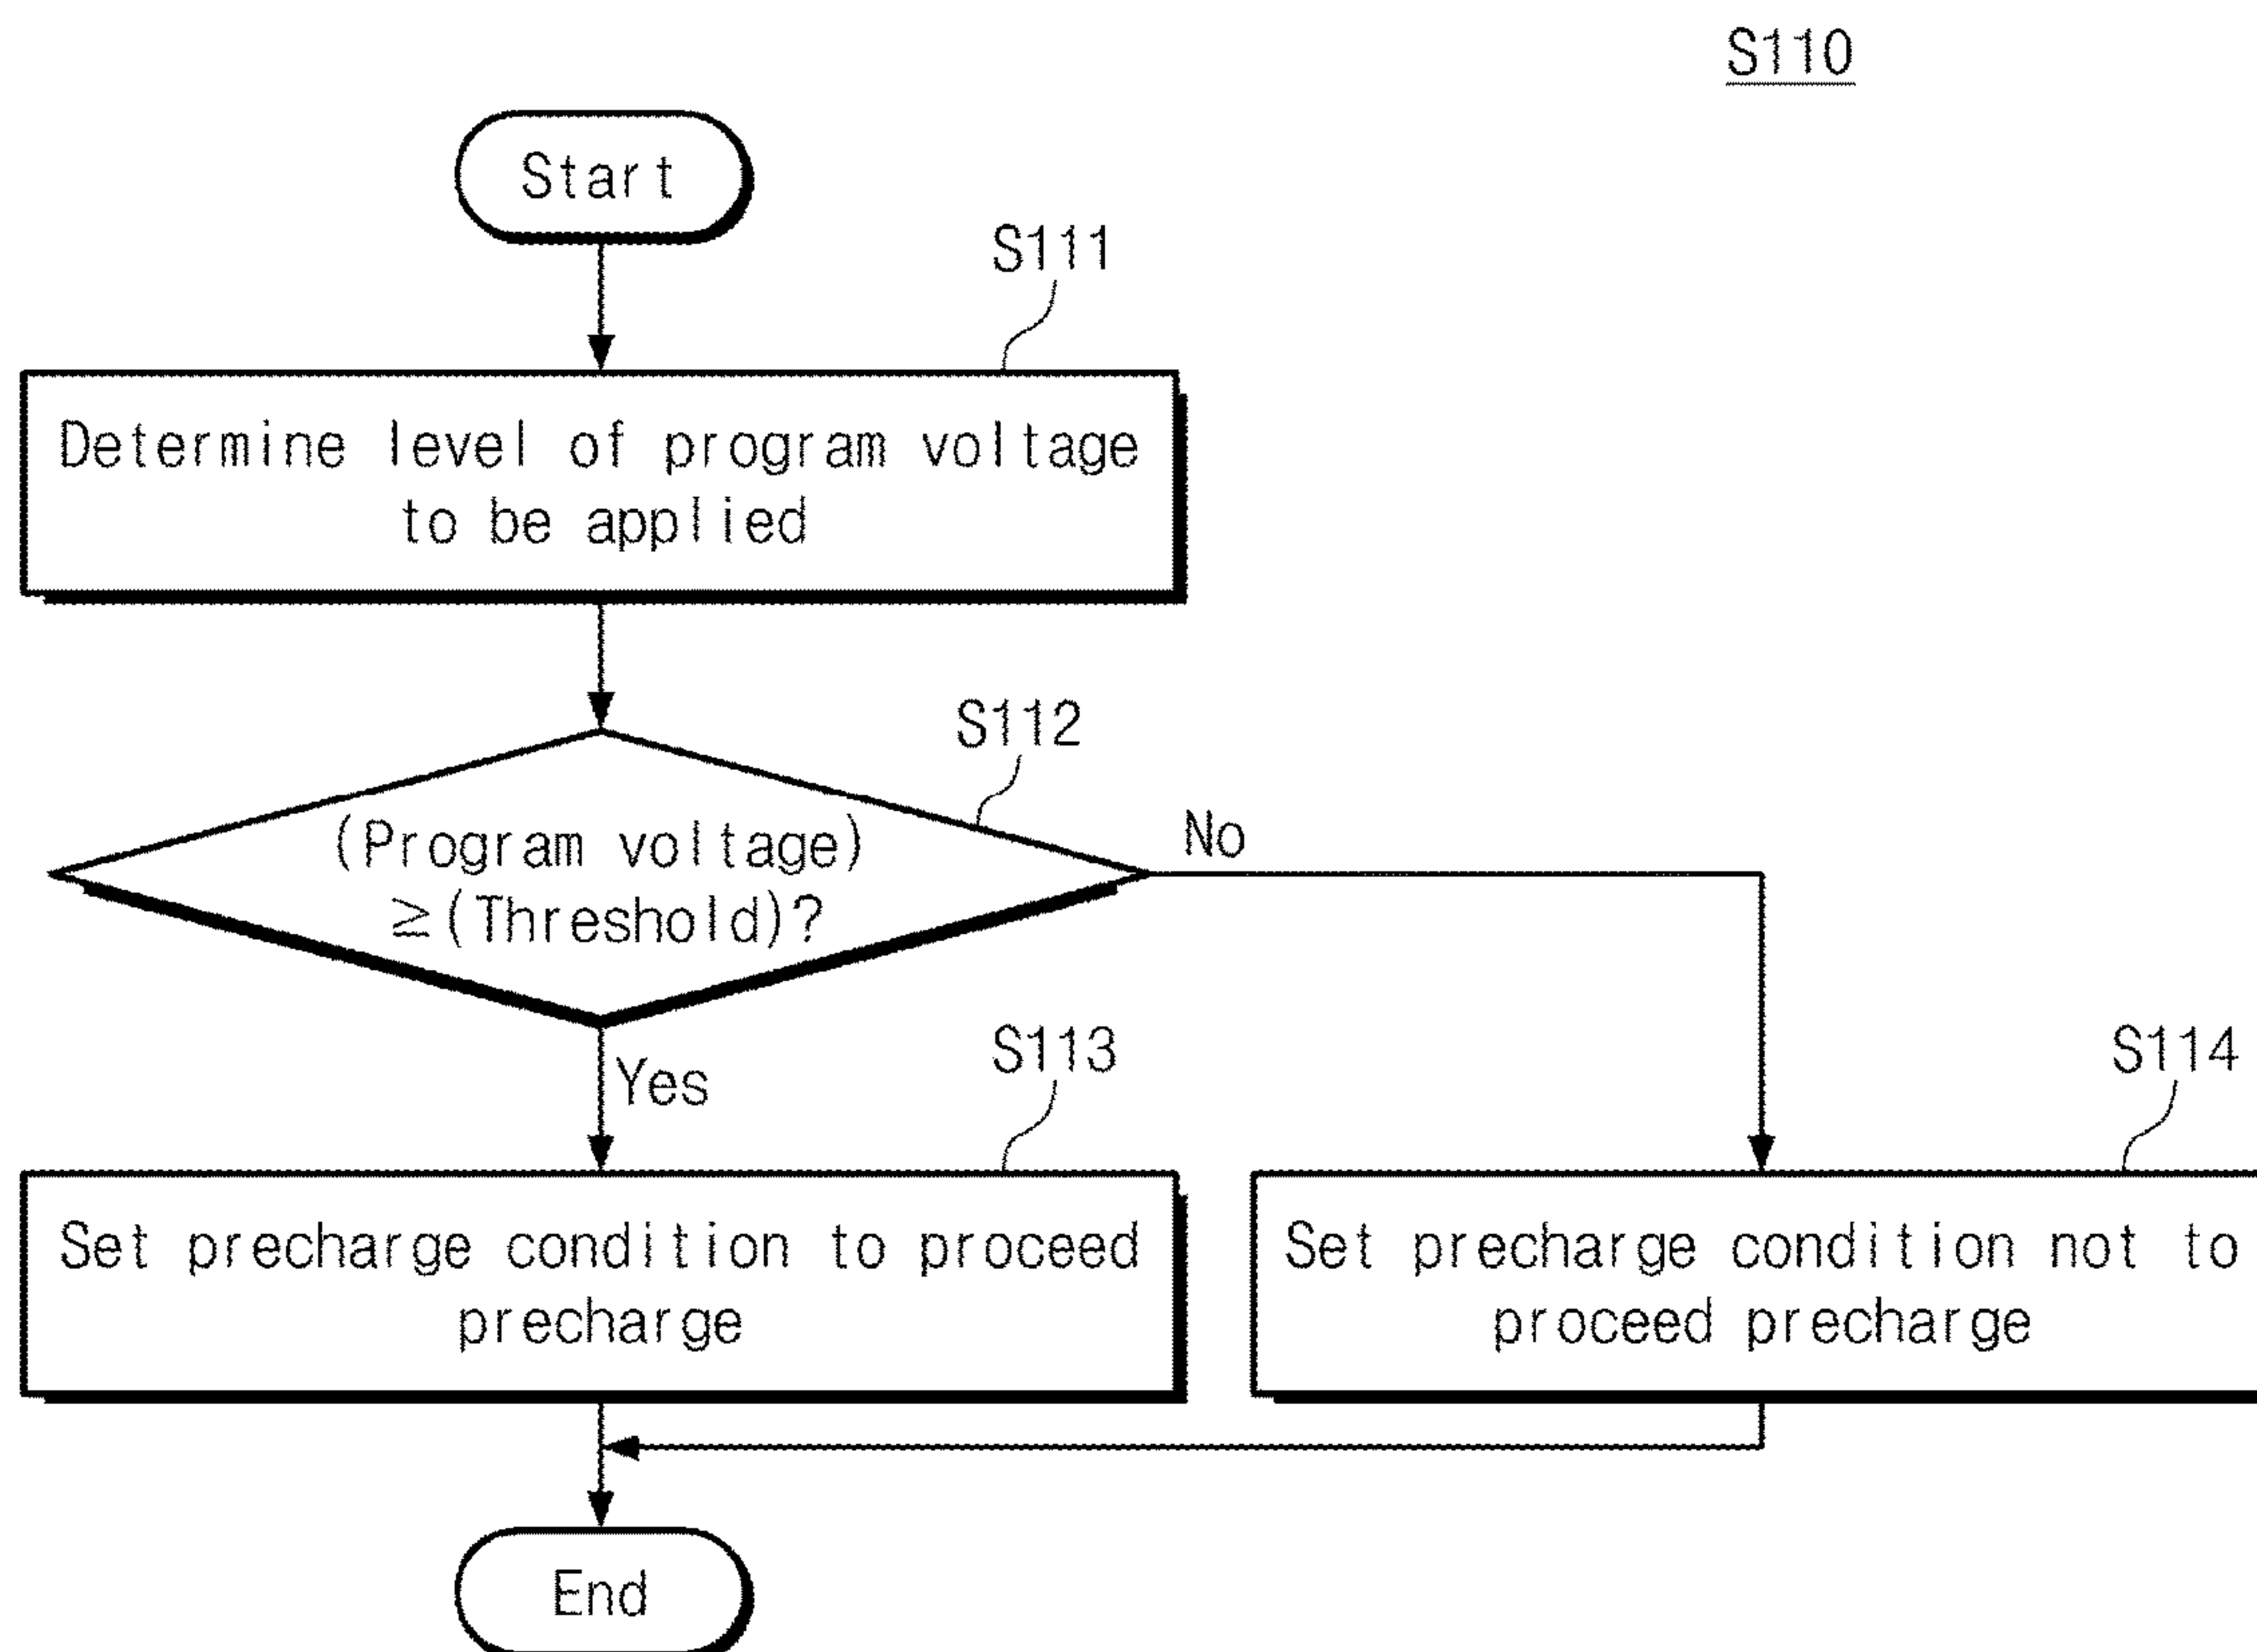 S110
Start
S111
Determine level of program voltage
to be applied
S112
(Program voltage)
≥(Threshold)?
No
Yes
S113
Set precharge condition to proceed
precharge
S114
Set precharge condition not to
proceed precharge
End